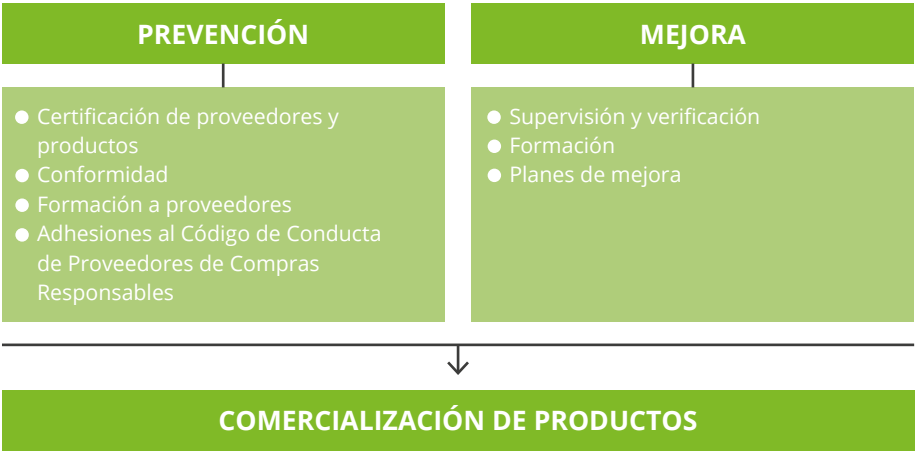 PREVENCIÓN
● Certificación de proveedores y
productos
● Conformidad
● Formación a proveedores
● Adhesiones al Código de Conducta
de Proveedores de Compras
Responsables
MEJORA
● Supervisión y verificación
● Formación
● Planes de mejora
COMERCIALIZACIÓN DE PRODUCTOS